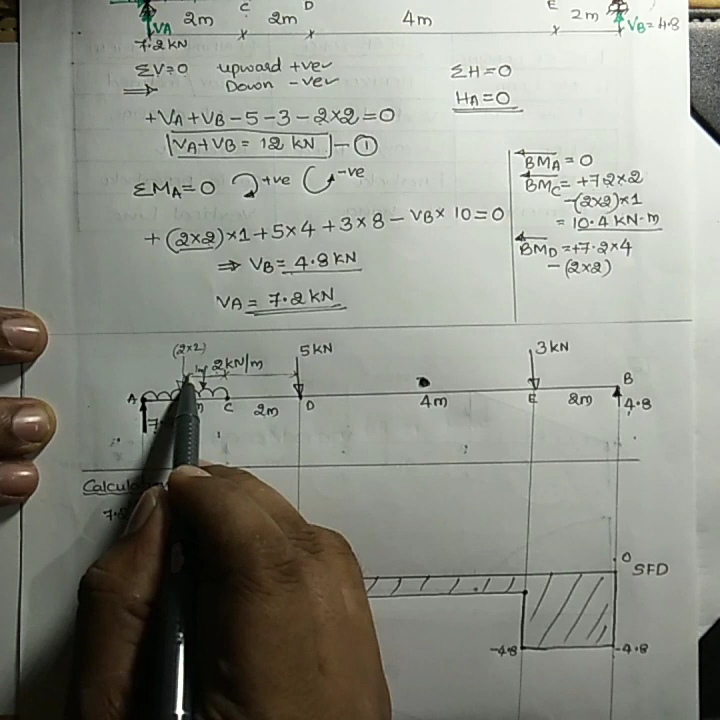 C D E
VA 2m 2m 4m 2m VB=4.8
7.2 kN
ΣV=0 upward +ver ΣH=0
⇒ Down -ver HA=0
+VA+VB-5-3-2×2=0
VA+VB = 12 kN — ①
ΣMA=0 +ve -ve
+(2×2)×1+5×4+3×8-VB×10=0
⇒ VB= 4.8 kN
VA = 7.2 kN
BMA = 0
BMC= +7.2×2
-(2×2)×1
= 10.4 kN-m
BMD=+7.2×4
-(2×2)
(2×2) 2kN/m 5kN 3kN
A C 2m D 4m E 2m B
4.8
0
SFD
-4.8 -4.8